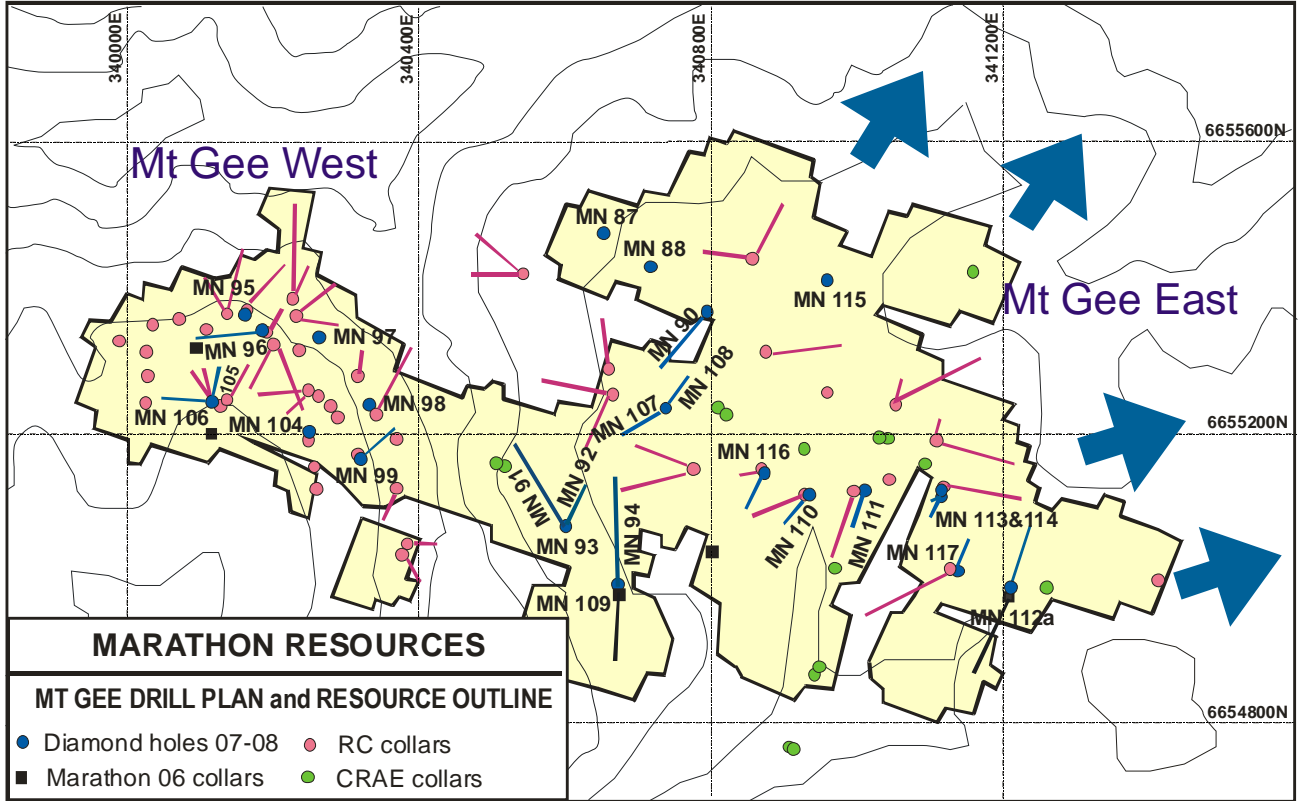 340000E
340400E
340800E
341200E
6655600N
Mt Gee West
MN 87
MN 88
MN 95
MN 115
Mt Gee East
MN 90
MN 96
MN 97
MN 108
105
MN 106
MN 104
MN 98
MN 107
6655200N
MN 99
MN 91
MN 92
MN 116
MN 94
MN 93
MN 110
MN 111
MN 113&114
MN 117
MN 109
MN 112a
MARATHON RESOURCES
MT GEE DRILL PLAN and RESOURCE OUTLINE
6654800N
Diamond holes 07-08
RC collars
Marathon 06 collars
CRAE collars